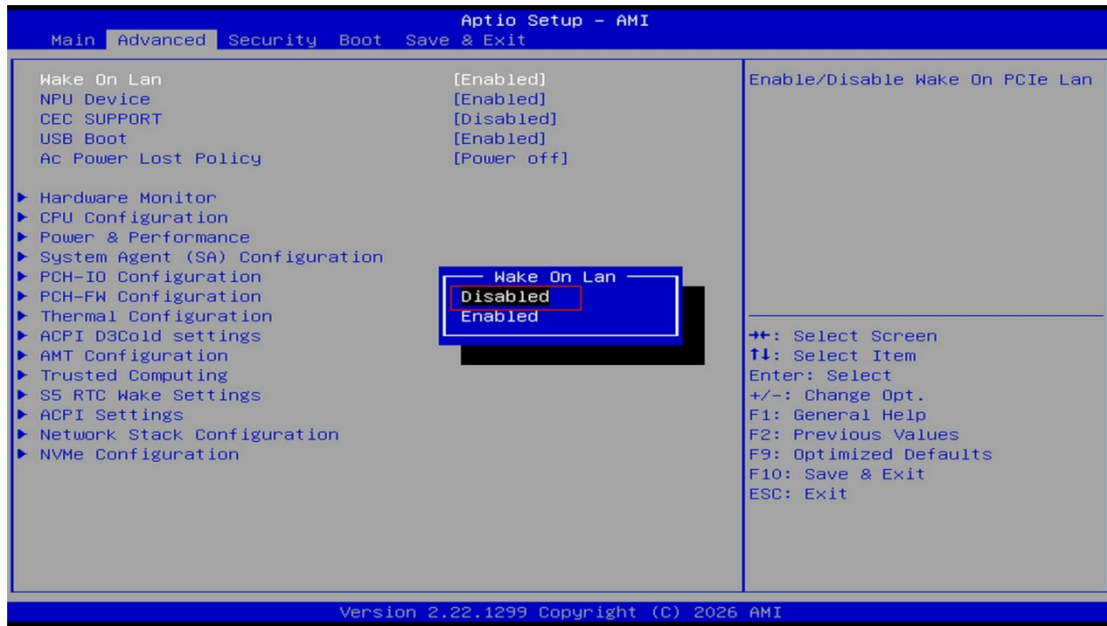 Aptio Setup – AMI
Main Advanced Security Boot Save & Exit
Wake On Lan [Enabled]
NPU Device [Enabled]
CEC SUPPORT [Disabled]
USB Boot [Enabled]
Ac Power Lost Policy [Power off]
Hardware Monitor
CPU Configuration
Power & Performance
System Agent (SA) Configuration
PCH-IO Configuration
PCH-FW Configuration
Thermal Configuration
ACPI D3Cold settings
AMT Configuration
Trusted Computing
S5 RTC Wake Settings
ACPI Settings
Network Stack Configuration
NVMe Configuration
Wake On Lan
Disabled
Enabled
Enable/Disable Wake On PCIe Lan
→←: Select Screen
↑↓: Select Item
Enter: Select
+/-: Change Opt.
F1: General Help
F2: Previous Values
F9: Optimized Defaults
F10: Save & Exit
ESC: Exit
Version 2.22.1299 Copyright (C) 2026 AMI